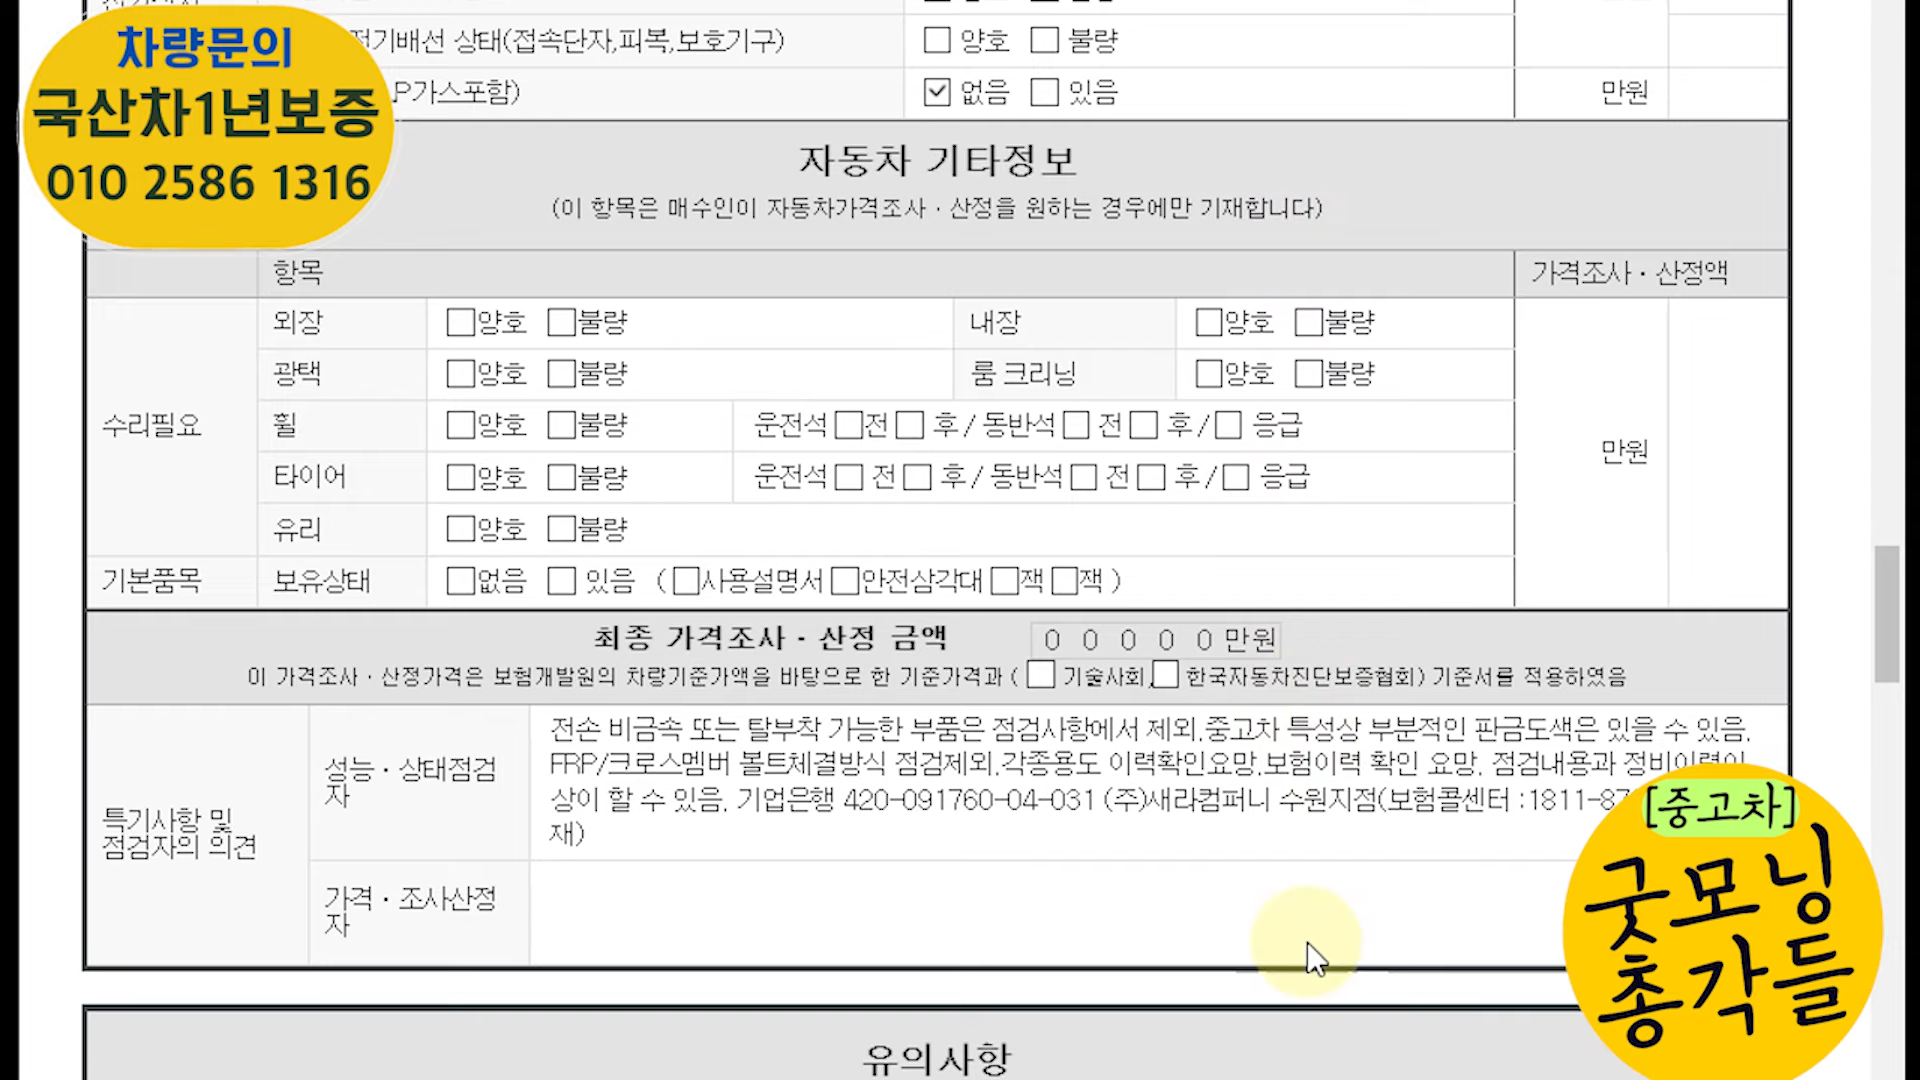 차량문의
국산차1년보증
010 2586 1316
전기배선 상태(접속단자,피복,보호기구) 양호 불량
P가스포함) 없음 있음 만원
자동차 기타정보
(이 항목은 매수인이 자동차가격조사 · 산정을 원하는 경우에만 기재합니다)
항목 가격조사 · 산정액
수리필요 외장 양호 불량 내장 양호 불량
광택 양호 불량 룸 크리닝 양호 불량
휠 양호 불량 운전석 전 후 / 동반석 전 후 / 응급
타이어 양호 불량 운전석 전 후 / 동반석 전 후 / 응급
만원
유리 양호 불량
기본품목 보유상태 없음 있음 ( 사용설명서 안전삼각대 잭 잭 )
최종 가격조사 · 산정 금액 0 0 0 0 0 만원
이 가격조사 · 산정가격은 보험개발원의 차량기준가액을 바탕으로 한 기준가격과 ( 기술사회, 한국자동차진단보증협회) 기준서를 적용하였음
특기사항 및
점검자의 의견
성능 · 상태점검
자
전손 비금속 또는 탈부착 가능한 부품은 점검사항에서 제외,중고차 특성상 부분적인 판금도색은 있을 수 있음,
FRP/크로스멤버 볼트체결방식 점검제외,각종용도 이력확인요망,보험이력 확인 요망, 점검내용과 정비이력이
상이 할 수 있음, 기업은행 420-091760-04-031 (주)새라컴퍼니 수원지점(보험콜센터 :1811-87
재)
가격 · 조사산정
자
[중고차]
굿모닝
총각들
유의사항